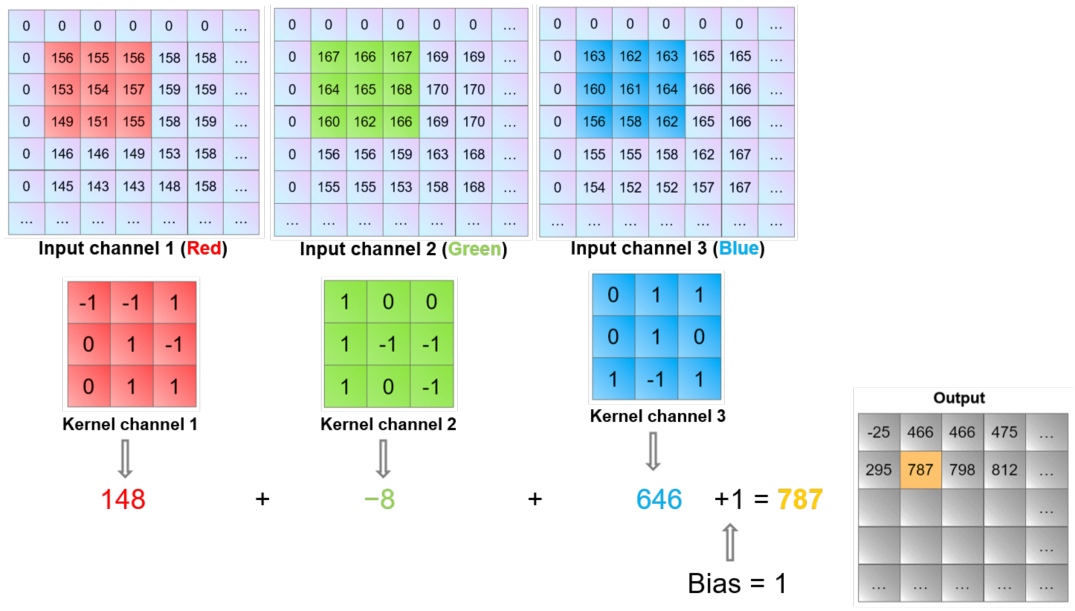 0 0 0 0 0 0 …
0 156 155 156 158 158 …
0 153 154 157 159 159 …
0 149 151 155 158 159 …
0 146 146 149 153 158 …
0 145 143 143 148 158 …
… … … … … … …
Input channel 1 (Red)
0 0 0 0 0 0 …
0 167 166 167 169 169 …
0 164 165 168 170 170 …
0 160 162 166 169 170 …
0 156 156 159 163 168 …
0 155 155 153 158 168 …
… … … … … … …
Input channel 2 (Green)
0 0 0 0 0 0 …
0 163 162 163 165 165 …
0 160 161 164 166 166 …
0 156 158 162 165 166 …
0 155 155 158 162 167 …
0 154 152 152 157 167 …
… … … … … … …
Input channel 3 (Blue)
-1 -1 1
0 1 -1
0 1 1
Kernel channel 1
1 0 0
1 -1 -1
1 0 -1
Kernel channel 2
0 1 1
0 1 0
1 -1 1
Kernel channel 3
148 + −8 + 646 +1 = 787
Bias = 1
Output
-25 466 466 475 …
295 787 798 812 …
…
…
… … … … …